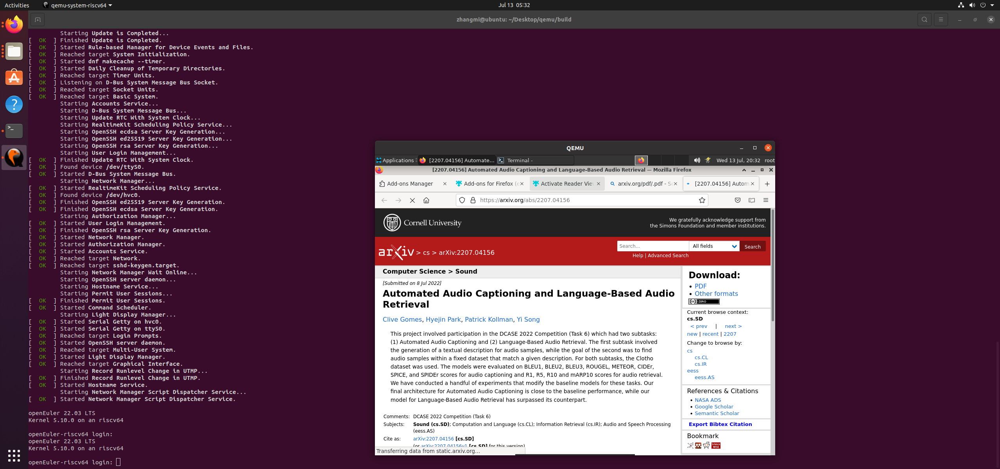 Activities
qemu-system-riscv64
Jul 13 05:32
zhangmi@ubuntu: ~/Desktop/qemu/build
Starting Update is Completed...
[  OK  ] Finished Update is Completed.
[  OK  ] Started Rule-based Manager for Device Events and Files.
[  OK  ] Reached target System Initialization.
[  OK  ] Started dnf makecache --timer.
[  OK  ] Started Daily Cleanup of Temporary Directories.
[  OK  ] Reached target Timer Units.
[  OK  ] Listening on D-Bus System Message Bus Socket.
[  OK  ] Reached target Socket Units.
[  OK  ] Reached target Basic System.
Starting Accounts Service...
Starting D-Bus System Message Bus...
Starting Update RTC With System Clock...
Starting RealtimeKit Scheduling Policy Service...
Starting OpenSSH ecdsa Server Key Generation...
Starting OpenSSH ed25519 Server Key Generation...
Starting OpenSSH rsa Server Key Generation...
Starting User Login Management...
[  OK  ] Finished Update RTC With System Clock.
[  OK  ] Found device /dev/ttyS0.
[  OK  ] Started D-Bus System Message Bus.
Starting Network Manager...
[  OK  ] Started RealtimeKit Scheduling Policy Service.
[  OK  ] Found device /dev/hvc0.
[  OK  ] Finished OpenSSH ed25519 Server Key Generation.
[  OK  ] Finished OpenSSH ecdsa Server Key Generation.
Starting Authorization Manager...
[  OK  ] Started User Login Management.
[  OK  ] Finished OpenSSH rsa Server Key Generation.
[  OK  ] Started Network Manager.
[  OK  ] Started Authorization Manager.
[  OK  ] Started Accounts Service.
[  OK  ] Reached target Network.
[  OK  ] Reached target sshd-keygen.target.
Starting Network Manager Wait Online...
Starting OpenSSH server daemon...
Starting Hostname Service...
Starting Permit User Sessions...
[  OK  ] Finished Permit User Sessions.
[  OK  ] Started Command Scheduler.
Starting Light Display Manager...
[  OK  ] Started Serial Getty on hvc0.
[  OK  ] Started Serial Getty on ttyS0.
[  OK  ] Reached target Login Prompts.
[  OK  ] Started OpenSSH server daemon.
[  OK  ] Reached target Multi-User System.
[  OK  ] Started Light Display Manager.
[  OK  ] Reached target Graphical Interface.
Starting Record Runlevel Change in UTMP...
[  OK  ] Finished Record Runlevel Change in UTMP.
[  OK  ] Started Hostname Service.
Starting Network Manager Script Dispatcher Service...
[  OK  ] Started Network Manager Script Dispatcher Service.
openEuler 22.03 LTS
Kernel 5.10.0 on an riscv64
openEuler-riscv64 login:
openEuler 22.03 LTS
Kernel 5.10.0 on an riscv64
openEuler-riscv64 login:
QEMU
Applications
[2207.04156] Automate...
Terminal -
Wed 13 Jul, 20:32
root
[2207.04156] Automated Audio Captioning and Language-Based Audio Retrieval — Mozilla Firefox
Add-ons Manager
Add-ons for Firefox (e
Activate Reader Vie
arxiv.org/pdf/.pdf - Se
[2207.04156] Autom
https://arxiv.org/abs/2207.04156
Cornell University
We gratefully acknowledge support from
the Simons Foundation and member institutions.
arXiv > cs > arXiv:2207.04156
Search...
All fields
Search
Help | Advanced Search
Computer Science > Sound
[Submitted on 8 Jul 2022]
Automated Audio Captioning and Language-Based Audio
Retrieval
Clive Gomes, Hyejin Park, Patrick Kollman, Yi Song
This project involved participation in the DCASE 2022 Competition (Task 6) which had two subtasks:
(1) Automated Audio Captioning and (2) Language-Based Audio Retrieval. The first subtask involved
the generation of a textual description for audio samples, while the goal of the second was to find
audio samples within a fixed dataset that match a given description. For both subtasks, the Clotho
dataset was used. The models were evaluated on BLEU1, BLEU2, BLEU3, ROUGEL, METEOR, CIDEr,
SPICE, and SPIDEr scores for audio captioning and R1, R5, R10 and mARP10 scores for audio retrieval.
We have conducted a handful of experiments that modify the baseline models for these tasks. Our
final architecture for Automated Audio Captioning is close to the baseline performance, while our
model for Language-Based Audio Retrieval has surpassed its counterpart.
Comments: DCASE 2022 Competition (Task 6)
Subjects: Sound (cs.SD); Computation and Language (cs.CL); Information Retrieval (cs.IR); Audio and Speech Processing
(eess.AS)
Cite as: arXiv:2207.04156 [cs.SD]
(or arXiv:2207.04156v1 [cs.SD] for this version)
Transferring data from static.arxiv.org...
Download:
PDF
Other formats
cc ZERO
Current browse context:
cs.SD
< prev | next >
new | recent | 2207
Change to browse by:
cs
cs.CL
cs.IR
eess
eess.AS
References & Citations
NASA ADS
Google Scholar
Semantic Scholar
Export Bibtex Citation
Bookmark
Science
WISE